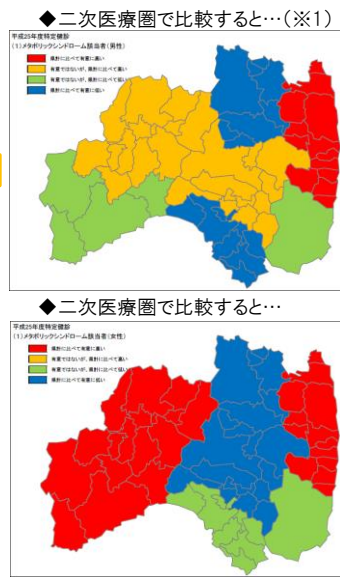 ◆二次医療圏で比較すると…(※1)
平成25年度特定健診
(1)メタボリックシンドローム該当者(男性)
県計に比べて有意に高い
有意ではないが、県計に比べて高い
有意ではないが、県計に比べて低い
県計に比べて有意に低い
◆二次医療圏で比較すると…
平成25年度特定健診
(1)メタボリックシンドローム該当者(女性)
県計に比べて有意に高い
有意ではないが、県計に比べて高い
有意ではないが、県計に比べて低い
県計に比べて有意に低い